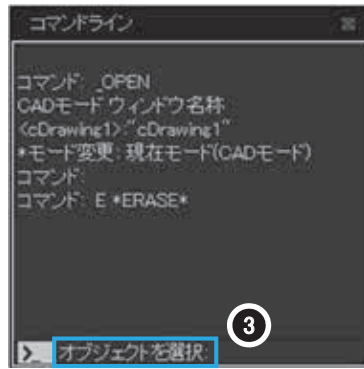 コマンドライン
コマンド: _OPEN
CADモード ウィンドウ名称
<cDrawing1>:"cDrawing1"
*モード変更: 現在モード(CADモード)
コマンド:
コマンド: E *ERASE*
3
>_ オブジェクトを選択: